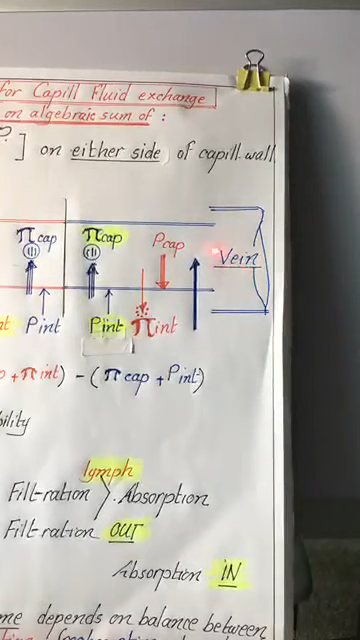 for Capill Fluid exchange
on algebraic sum of :
?
] on either side of capill.wall
πcap πcap Pcap
Vein
Pint Pint πint
+ πint) - (πcap + Pint)
bility
lymph
Filtration > Absorption
Filtration OUT
Absorption IN
me depends on balance between